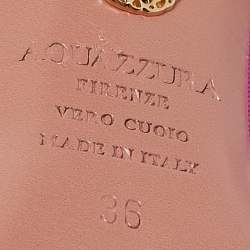 AQUAZZURA
FIRENZE
VERO CUOIO
MADE IN ITALY
36